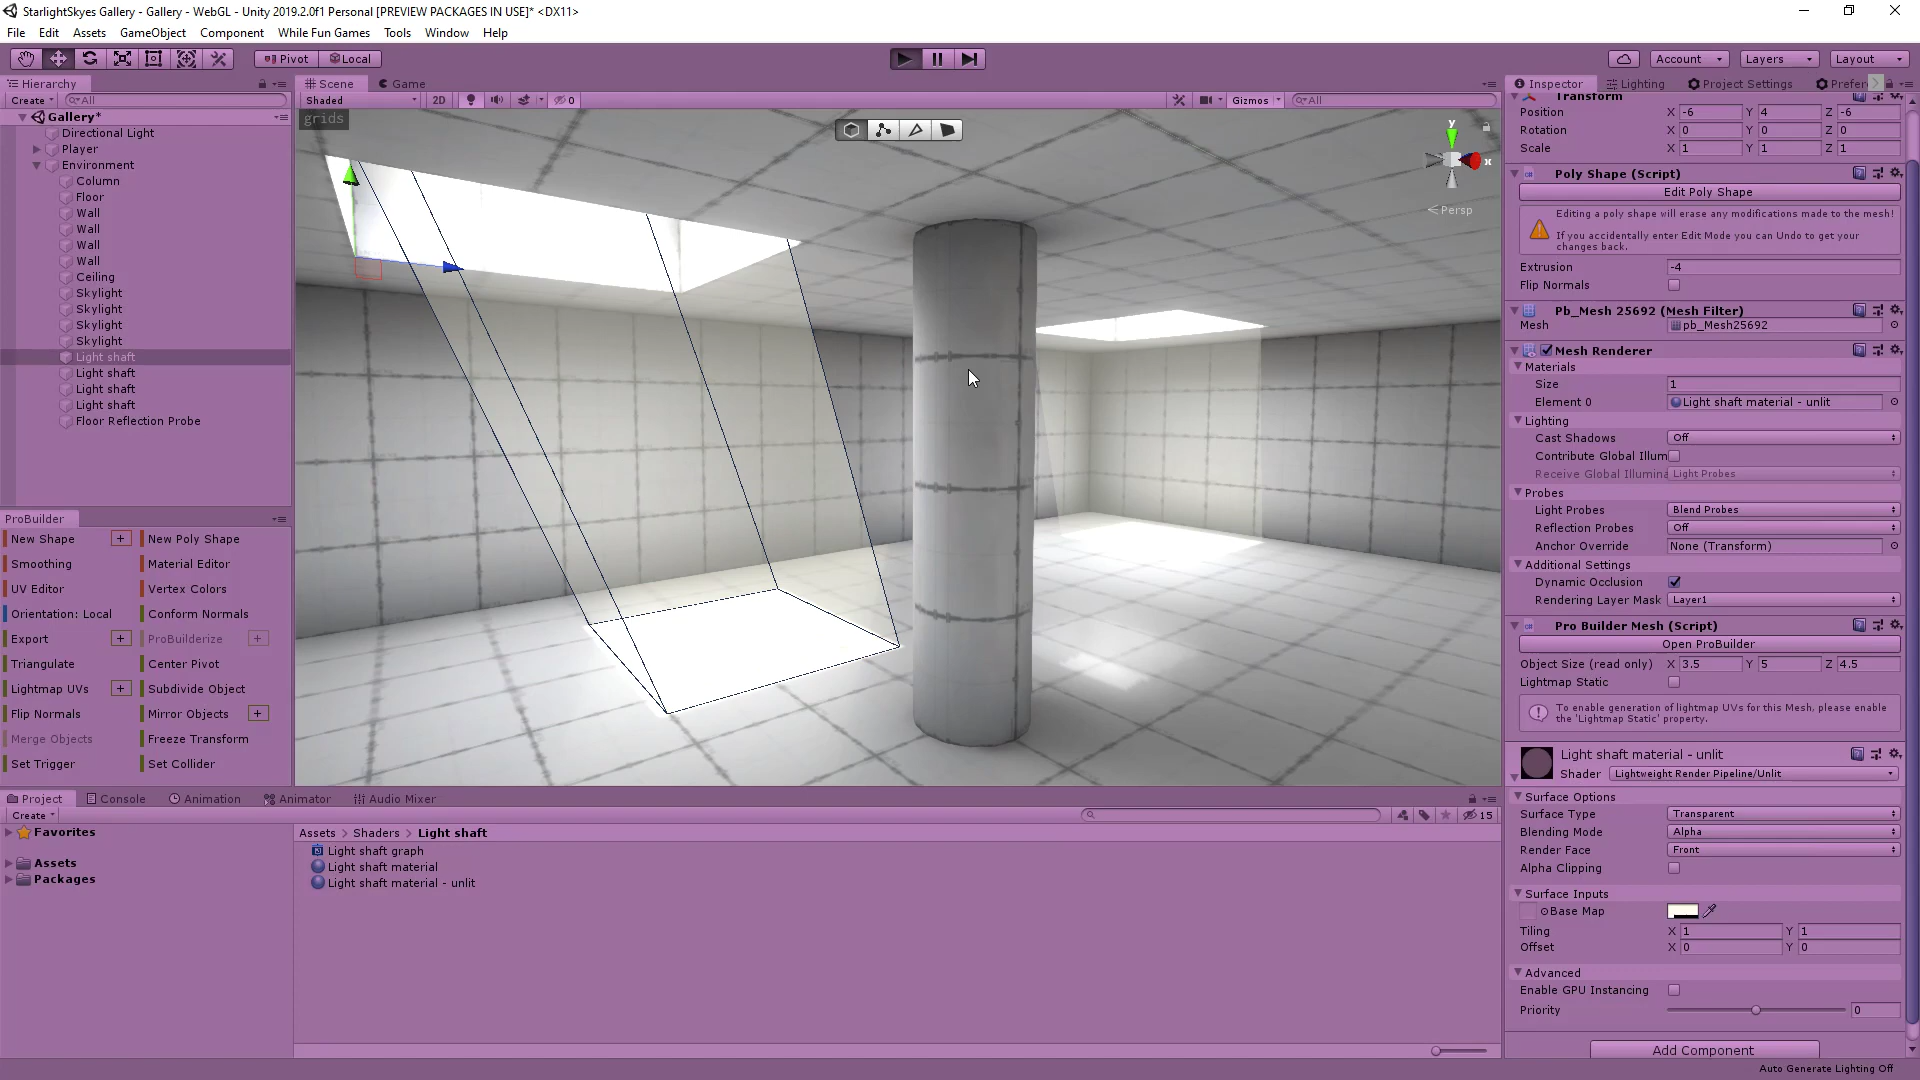 StarlightSkyes Gallery - Gallery - WebGL - Unity 2019.2.0f1 Personal [PREVIEW PACKAGES IN USE]* <DX11>
File Edit Assets GameObject Component While Fun Games Tools Window Help
Pivot Local Account Layers Layout
Hierarchy
Create All
Gallery*
Directional Light
Player
Environment
Column
Floor
Wall
Wall
Wall
Wall
Ceiling
Skylight
Skylight
Skylight
Skylight
Light shaft
Light shaft
Light shaft
Light shaft
Floor Reflection Probe
ProBuilder
New Shape + New Poly Shape
Smoothing Material Editor
UV Editor Vertex Colors
Orientation: Local Conform Normals
Export + ProBuilderize +
Triangulate Center Pivot
Lightmap UVs + Subdivide Object
Flip Normals Mirror Objects +
Merge Objects Freeze Transform
Set Trigger Set Collider
Scene Game
Shaded 2D 0 Gizmos All
grids
y
x
Persp
Inspector Lighting Project Settings Prefer
Transform
Position X -6 Y 4 Z -6
Rotation X 0 Y 0 Z 0
Scale X 1 Y 1 Z 1
Poly Shape (Script)
Edit Poly Shape
Editing a poly shape will erase any modifications made to the mesh!
If you accidentally enter Edit Mode you can Undo to get your
changes back.
Extrusion -4
Flip Normals
Pb_Mesh 25692 (Mesh Filter)
Mesh pb_Mesh25692
Mesh Renderer
Materials
Size 1
Element 0 Light shaft material - unlit
Lighting
Cast Shadows Off
Contribute Global Illum
Receive Global Illumina Light Probes
Probes
Light Probes Blend Probes
Reflection Probes Off
Anchor Override None (Transform)
Additional Settings
Dynamic Occlusion
Rendering Layer Mask Layer1
Pro Builder Mesh (Script)
Open ProBuilder
Object Size (read only) X 3.5 Y 5 Z 4.5
Lightmap Static
To enable generation of lightmap UVs for this Mesh, please enable
the 'Lightmap Static' property.
Light shaft material - unlit
Shader Lightweight Render Pipeline/Unlit
Surface Options
Surface Type Transparent
Blending Mode Alpha
Render Face Front
Alpha Clipping
Surface Inputs
Base Map
Tiling X 1 Y 1
Offset X 0 Y 0
Advanced
Enable GPU Instancing
Priority 0
Add Component
Project Console Animation Animator Audio Mixer
Create 15
Favorites
Assets
Packages
Assets > Shaders > Light shaft
Light shaft graph
Light shaft material
Light shaft material - unlit
Auto Generate Lighting Off